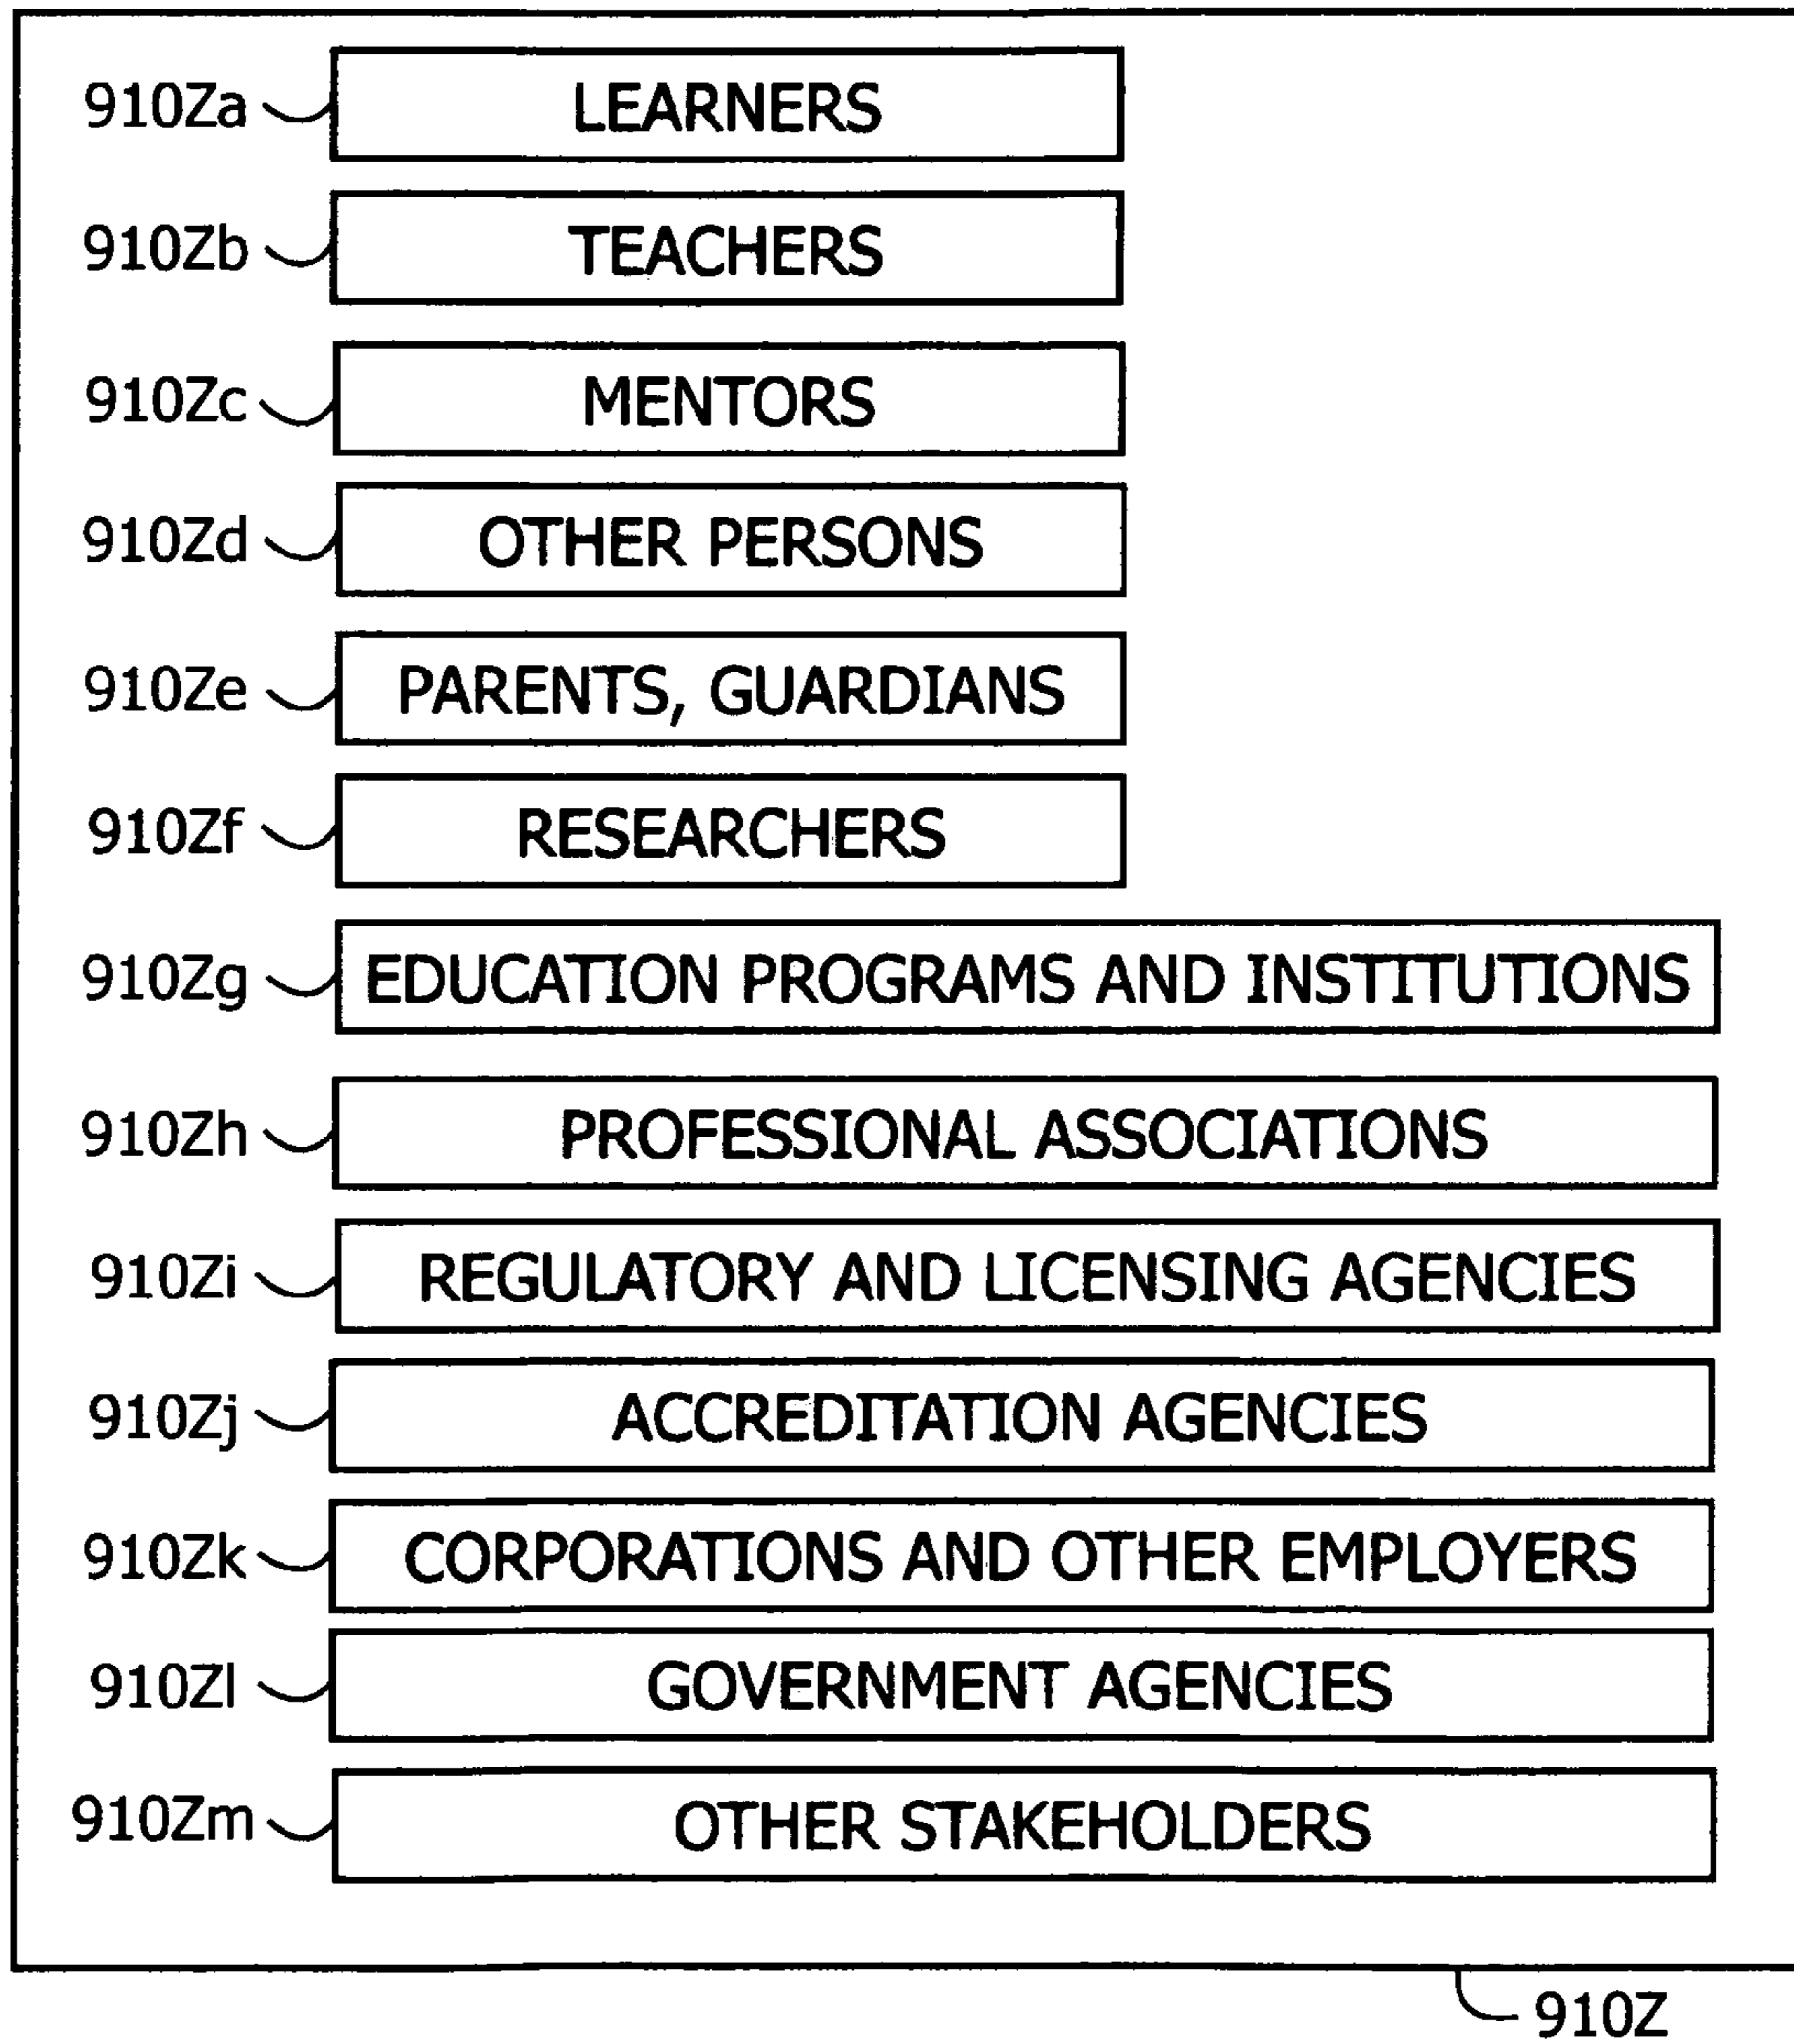 910Za LEARNERS
910Zb TEACHERS
910Zc MENTORS
910Zd OTHER PERSONS
910Ze PARENTS, GUARDIANS
910Zf RESEARCHERS
910Zg EDUCATION PROGRAMS AND INSTITUTIONS
910Zh PROFESSIONAL ASSOCIATIONS
910Zi REGULATORY AND LICENSING AGENCIES
910Zj ACCREDITATION AGENCIES
910Zk CORPORATIONS AND OTHER EMPLOYERS
910Zl GOVERNMENT AGENCIES
910Zm OTHER STAKEHOLDERS
910Z